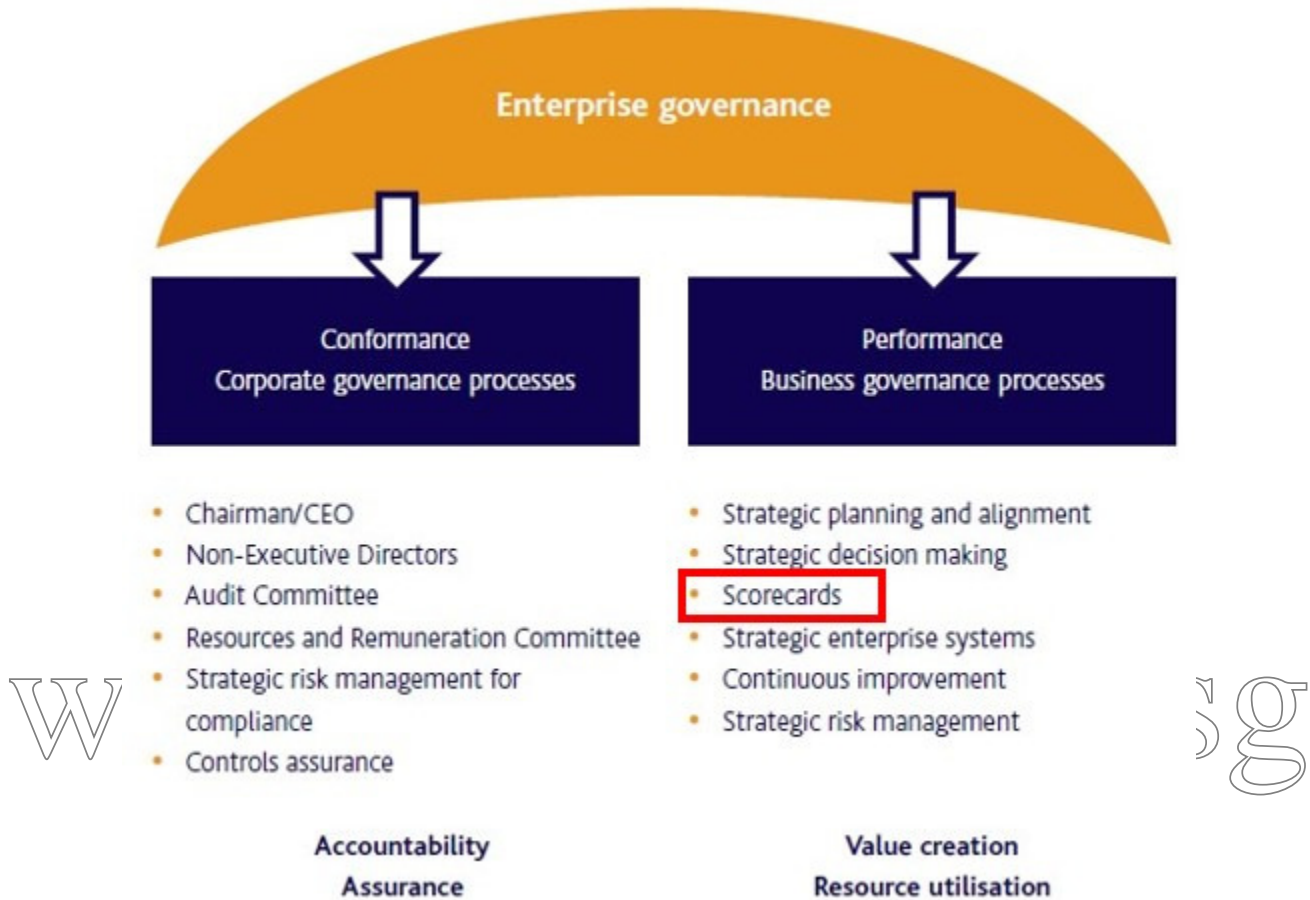 Enterprise governance
Conformance
Corporate governance processes
Performance
Business governance processes
• Chairman/CEO
• Non-Executive Directors
• Audit Committee
• Resources and Remuneration Committee
• Strategic risk management for
compliance
• Controls assurance
Accountability
Assurance
• Strategic planning and alignment
• Strategic decision making
• Scorecards
• Strategic enterprise systems
• Continuous improvement
• Strategic risk management
Value creation
Resource utilisation